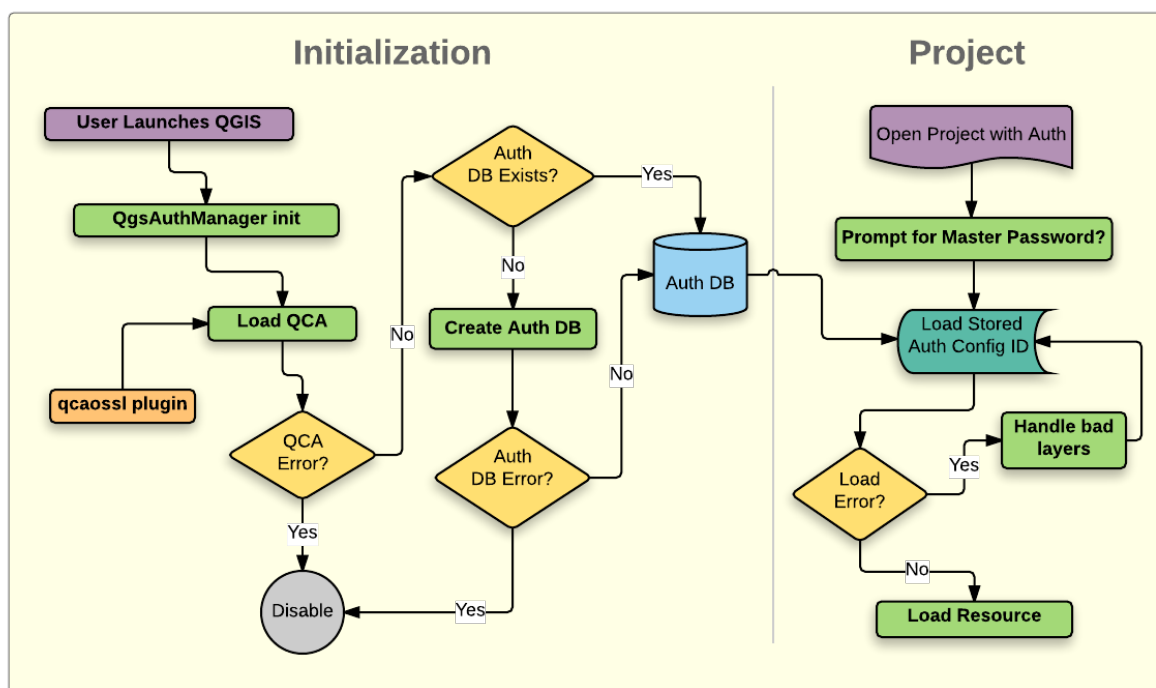 Initialization
User Launches QGIS
QgsAuthManager init
Load QCA
qcaossl plugin
QCA
Error?
Yes
Disable
No
Auth
DB Exists?
Yes
No
Create Auth DB
Auth
DB Error?
Yes
No
Auth DB
Project
Open Project with Auth
Prompt for Master Password?
Load Stored
Auth Config ID
Handle bad
layers
Load
Error?
Yes
No
Load Resource